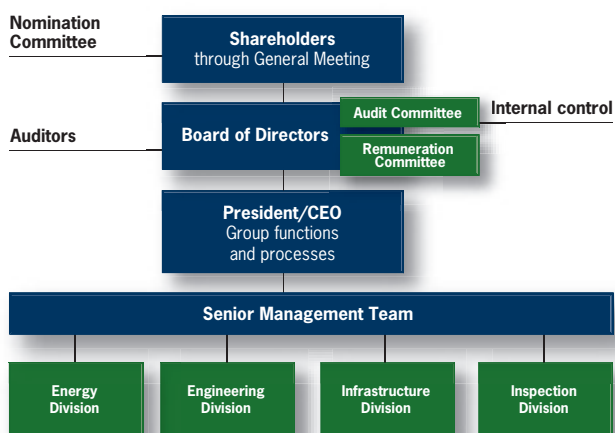 Nomination
Committee
Shareholders
through General Meeting
Audit Committee
Internal control
Auditors
Board of Directors
Remuneration
Committee
President/CEO
Group functions
and processes
Senior Management Team
Energy
Division
Engineering
Division
Infrastructure
Division
Inspection
Division